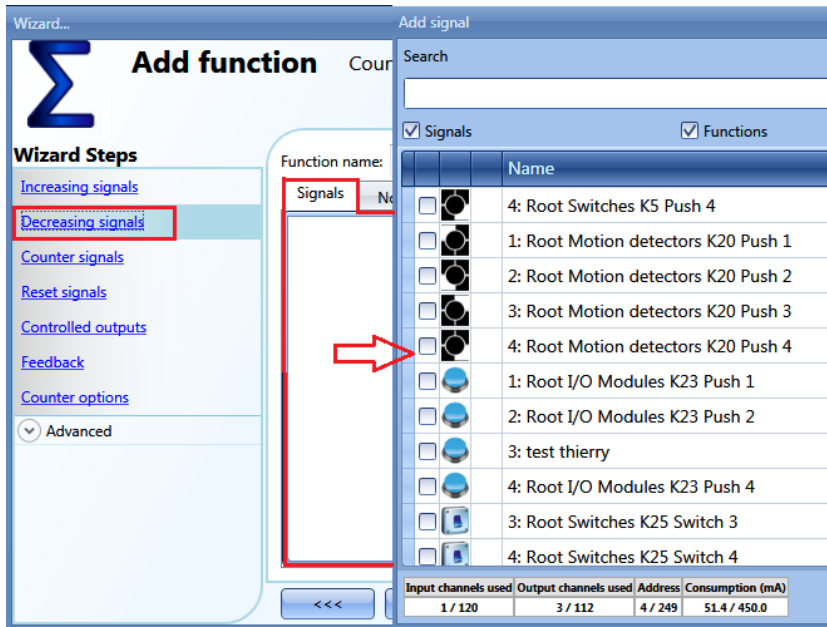 Wizard...
Add function
Wizard Steps
Increasing signals
Decreasing signals
Counter signals
Reset signals
Controlled outputs
Feedback
Counter options
Advanced
Function name:
Signals
<<<
Add signal
Search
Signals Functions
Name
4: Root Switches K5 Push 4
1: Root Motion detectors K20 Push 1
2: Root Motion detectors K20 Push 2
3: Root Motion detectors K20 Push 3
4: Root Motion detectors K20 Push 4
1: Root I/O Modules K23 Push 1
2: Root I/O Modules K23 Push 2
3: test thierry
4: Root I/O Modules K23 Push 4
3: Root Switches K25 Switch 3
4: Root Switches K25 Switch 4
Input channels used Output channels used Address Consumption (mA)
1 / 120 3 / 112 4 / 249 51.4 / 450.0